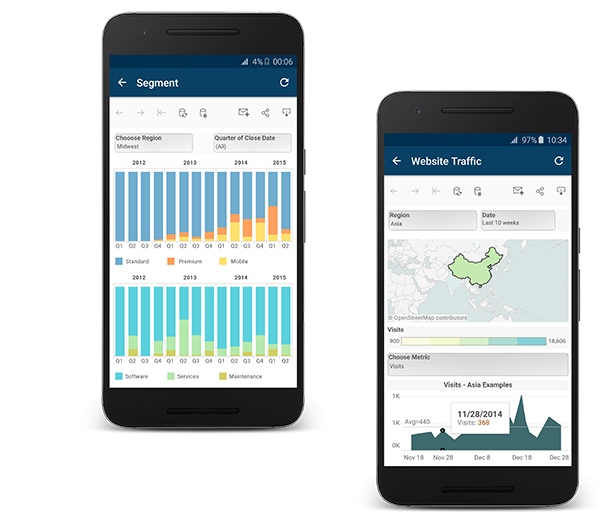 4% 00:06
Segment
Chooose Region
Midwest
Quarter of Close Date
(All)
2012 2013 2014 2015
Q1 Q2 Q3 Q4 Q1 Q2 Q3 Q4 Q1 Q2 Q3 Q4 Q1 Q2
Standard Premium Mobile
2012 2013 2014 2015
Q1 Q2 Q3 Q4 Q1 Q2 Q3 Q4 Q1 Q2 Q3 Q4 Q1 Q2
Software Services Maintenance
97% 10:34
Website Traffic
Region
Asia
Date
Last 10 weeks
© OpenStreetMap contributors
Visits
900 18,606
Choose Metric
Visits
Visits - Asia Examples
1K
Avg=440
1K
0K
11/28/2014
Visits: 368
Nov 18 Nov 28 Dec 8 Dec 18 Dec 28